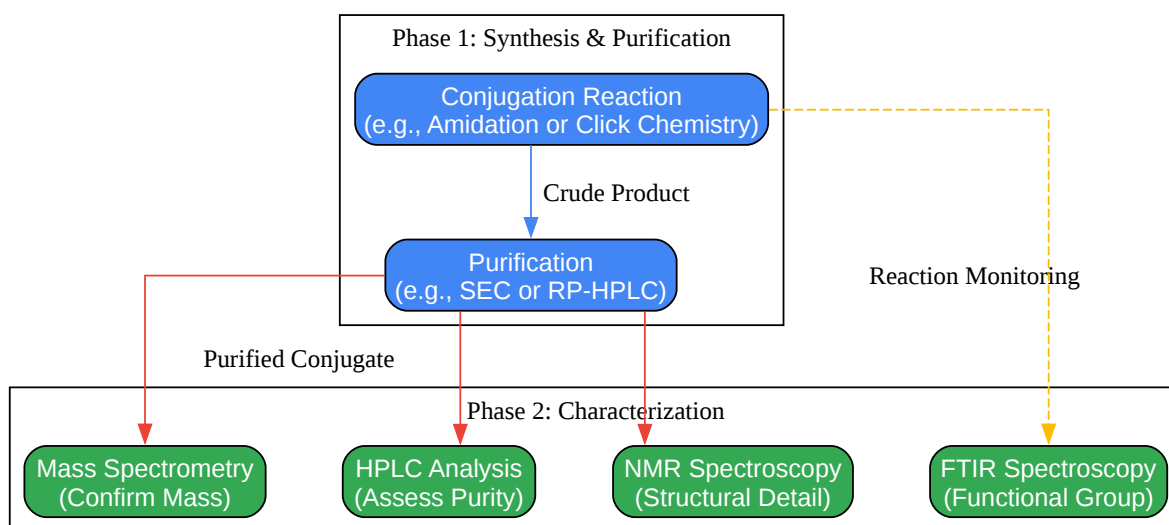 Phase 1: Synthesis & Purification
Conjugation Reaction
(e.g., Amidation or Click Chemistry)
Crude Product
Purification
(e.g., SEC or RP-HPLC)
Reaction Monitoring
Purified Conjugate
Phase 2: Characterization
Mass Spectrometry
(Confirm Mass)
HPLC Analysis
(Assess Purity)
NMR Spectroscopy
(Structural Detail)
FTIR Spectroscopy
(Functional Group)